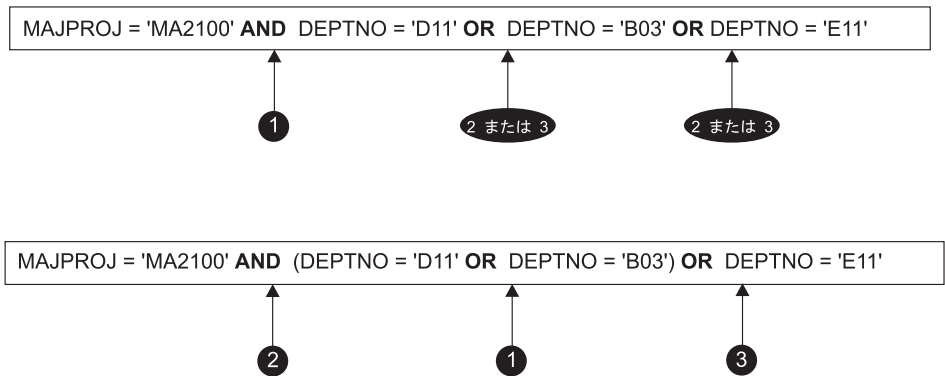 MAJPROJ = 'MA2100' AND DEPTNO = 'D11' OR DEPTNO = 'B03' OR DEPTNO = 'E11'
1 2 または 3 2 または 3
MAJPROJ = 'MA2100' AND (DEPTNO = 'D11' OR DEPTNO = 'B03') OR DEPTNO = 'E11'
2 1 3